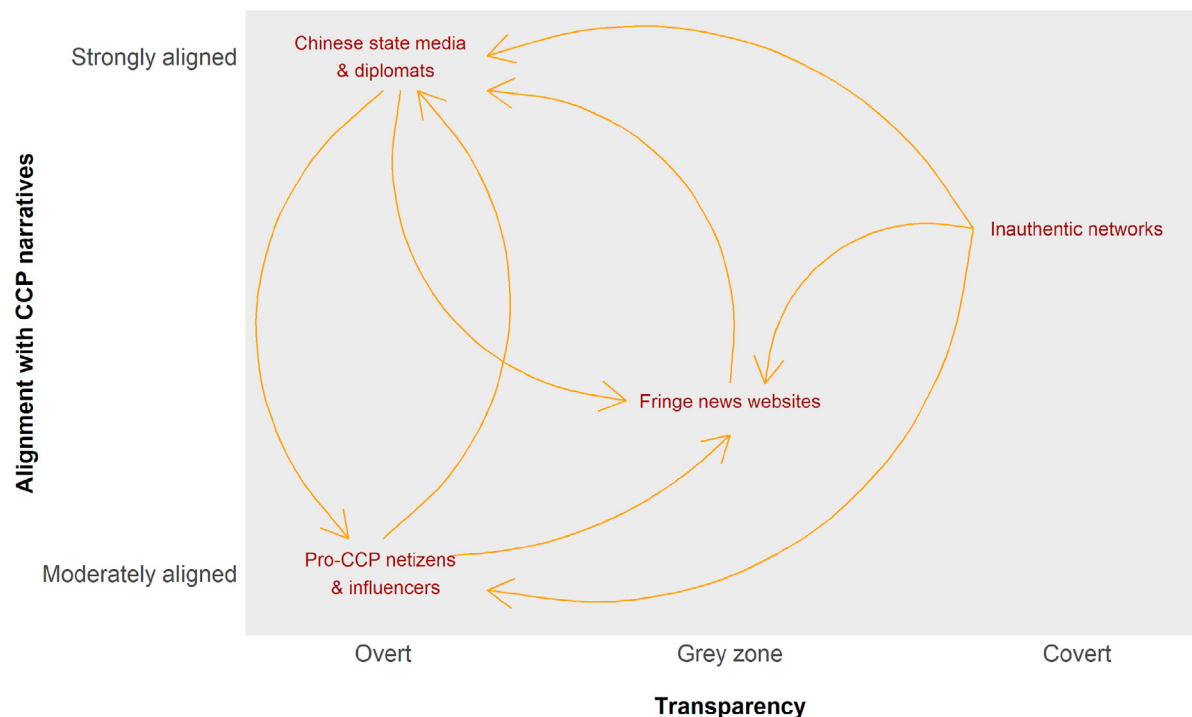 Alignment with CCP narratives
Strongly aligned
Moderately aligned
Chinese state media
& diplomats
Inauthentic networks
Fringe news websites
Pro-CCP netizens
& influencers
Overt
Grey zone
Covert
Transparency